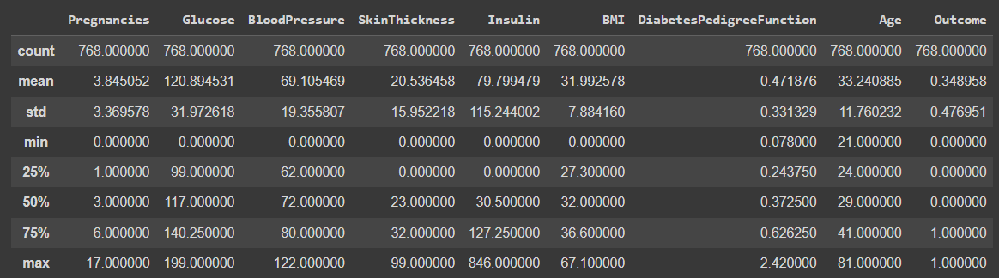 Pregnancies Glucose BloodPressure SkinThickness Insulin BMI DiabetesPedigreeFunction Age Outcome
count 768.000000 768.000000 768.000000 768.000000 768.000000 768.000000 768.000000 768.000000 768.000000
mean 3.845052 120.894531 69.105469 20.536458 79.799479 31.992578 0.471876 33.240885 0.348958
std 3.369578 31.972618 19.355807 15.952218 115.244002 7.884160 0.331329 11.760232 0.476951
min 0.000000 0.000000 0.000000 0.000000 0.000000 0.000000 0.078000 21.000000 0.000000
25% 1.000000 99.000000 62.000000 0.000000 0.000000 27.300000 0.243750 24.000000 0.000000
50% 3.000000 117.000000 72.000000 23.000000 30.500000 32.000000 0.372500 29.000000 0.000000
75% 6.000000 140.250000 80.000000 32.000000 127.250000 36.600000 0.626250 41.000000 1.000000
max 17.000000 199.000000 122.000000 99.000000 846.000000 67.100000 2.420000 81.000000 1.000000